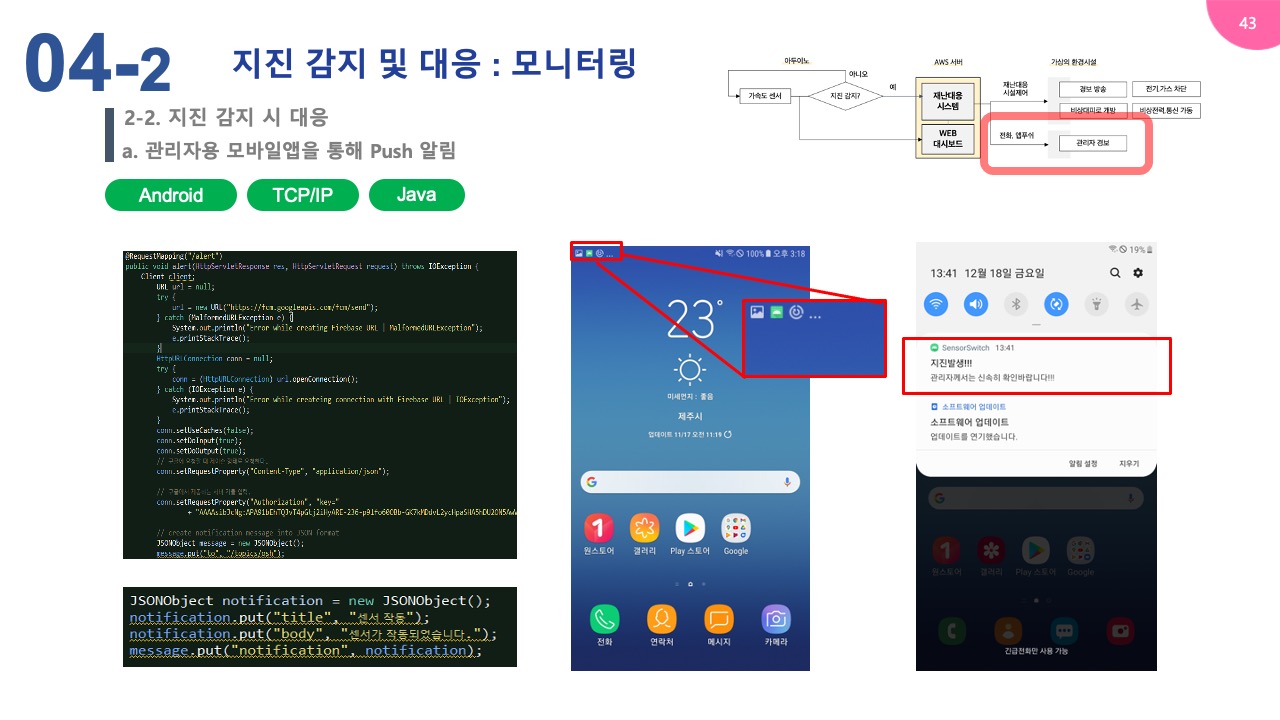 43
04-2
지진 감지 및 대응 : 모니터링
2-2. 지진 감지 시 대응
a. 관리자용 모바일앱을 통해 Push 알림
Android
TCP/IP
Java
아두이노
AWS 서버
가상의 환경시설
아니오
예
가속도 센서
지진 감지?
재난대응
시스템
WEB
대시보드
재난대응
시설제어
경보 방송
전기,가스 차단
비상대피로 개방
비상전력,통신 가동
전화, 앱푸쉬
관리자 경보
@RequestMapping("/alert")
public void alert(HttpServletResponse res, HttpServletRequest request) throws IOException {
Client client;
URL url = null;
try {
url = new URL("https://fcm.googleapis.com/fcm/send");
} catch (MalformedURLException e) {
System.out.println("Error while creating Firebase URL | MalformedURLException");
e.printStackTrace();
}
HttpURLConnection conn = null;
try {
conn = (HttpURLConnection) url.openConnection();
} catch (IOException e) {
System.out.println("Error while createing connection with Firebase URL | IOException");
e.printStackTrace();
}
conn.setUseCaches(false);
conn.setDoInput(true);
conn.setDoOutput(true);
conn.setRequestProperty("Content-Type", "application/json");
conn.setRequestProperty("Authorization", "key="
// create notification message into JSON format
JSONObject message = new JSONObject();
message.put("to", "/topics/osh");
JSONObject notification = new JSONObject();
notification.put("title", "센서 작동");
notification.put("body", "센서가 작동되었습니다.");
message.put("notification", notification);
100% 오후 3:18
23°
미세먼지 : 좋음
제주시
업데이트 11/17 오전 11:19
원스토어
갤러리
Play 스토어
Google
전화
연락처
메시지
카메라
19%
13:41 12월 18일 금요일
SensorSwitch 13:41
지진발생!!!
관리자께서는 신속히 확인바랍니다!!!
소프트웨어 업데이트
소프트웨어 업데이트
업데이트를 연기했습니다.
알림 설정
지우기
원스토어
갤러리
Play 스토어
Google
긴급전화만 사용 가능